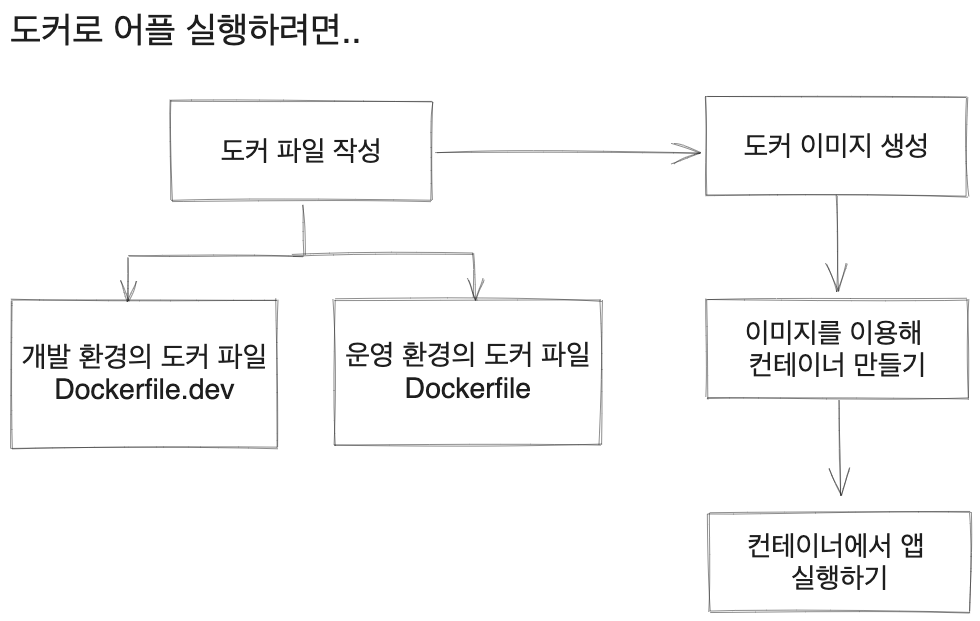 도커로 어플 실행하려면..
도커 파일 작성
도커 이미지 생성
개발 환경의 도커 파일
Dockerfile.dev
운영 환경의 도커 파일
Dockerfile
이미지를 이용해
컨테이너 만들기
컨테이너에서 앱
실행하기